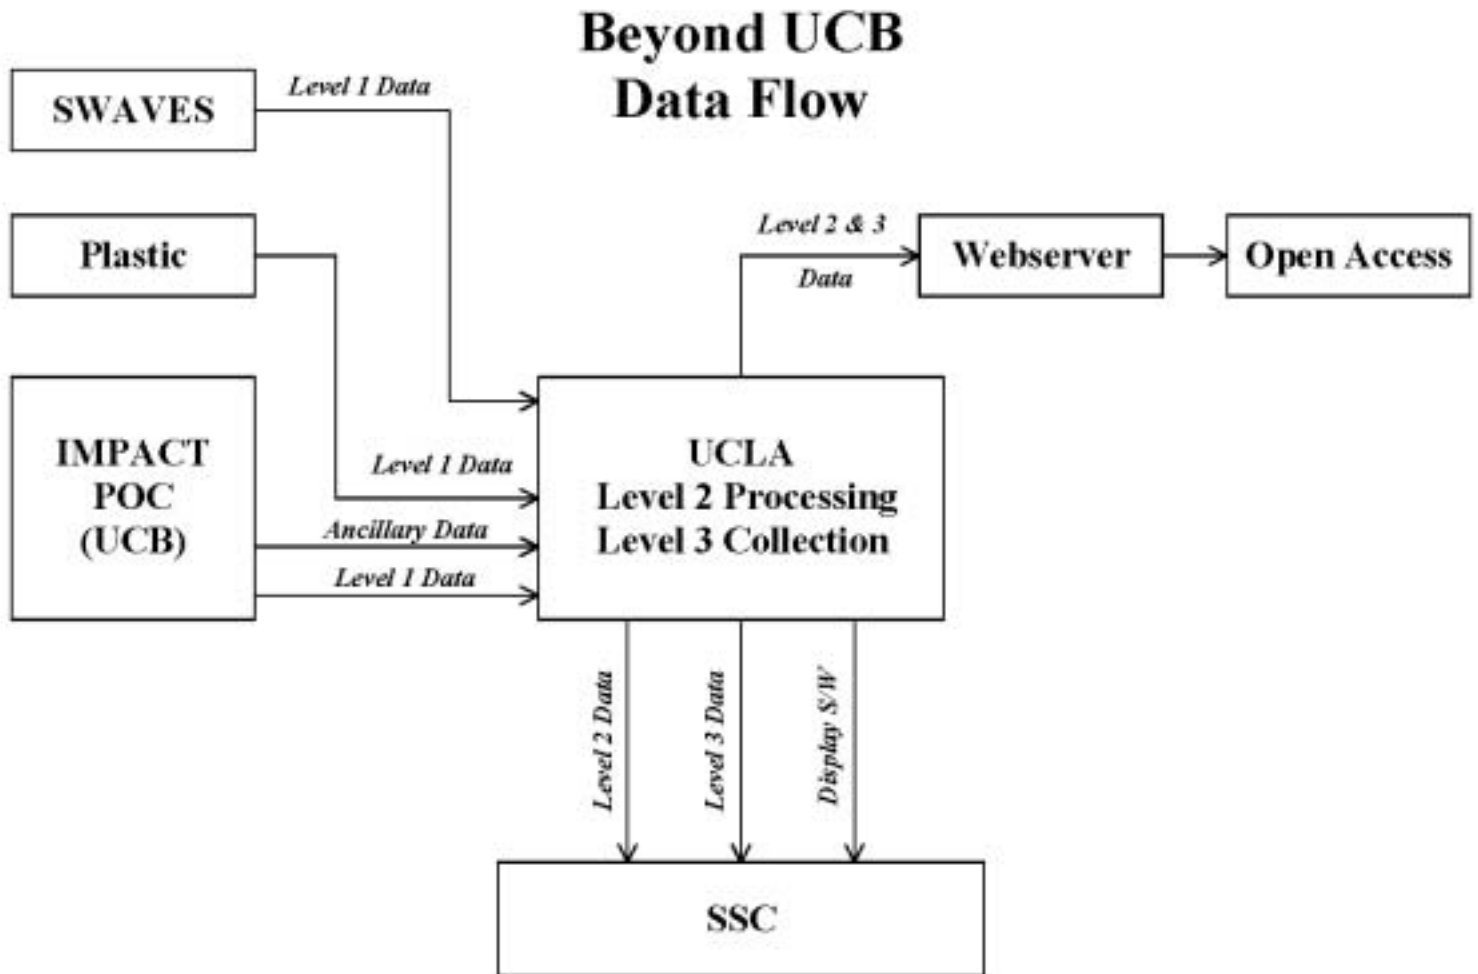 Beyond UCB
Data Flow
SWAVES
Level 1 Data
Plastic
Level 2 & 3
Data
Webserver
Open Access
IMPACT
POC
(UCB)
Level 1 Data
Ancillary Data
Level 1 Data
UCLA
Level 2 Processing
Level 3 Collection
Level 2 Data
Level 3 Data
Display S/W
SSC